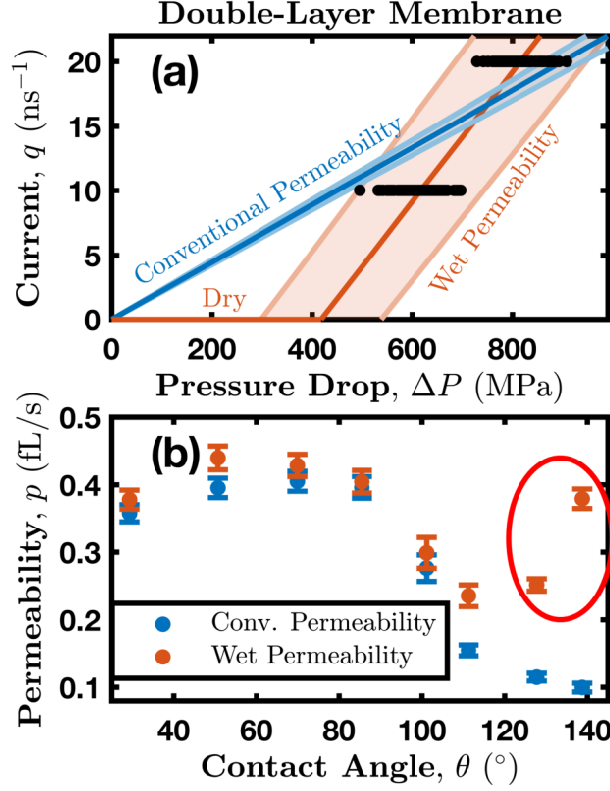 Double-Layer Membrane
(a)
Current, q (ns⁻¹)
20
15
10
5
0
Conventional Permeability
Wet Permeability
Dry
0 200 400 600 800
Pressure Drop, ΔP (MPa)
(b)
Permeability, p (fL/s)
0.5
0.4
0.3
0.2
0.1
Conv. Permeability
Wet Permeability
40 60 80 100 120 140
Contact Angle, θ (°)